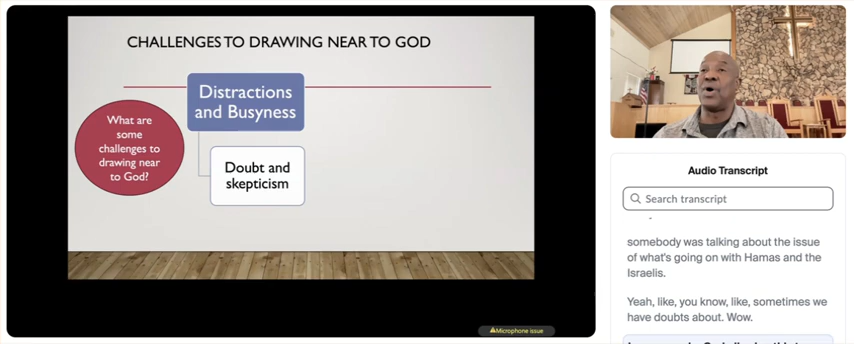 CHALLENGES TO DRAWING NEAR TO GOD
What are
some
challenges to
drawing near
to God?
Distractions
and Busyness
Doubt and
skepticism
Microphone issue
Audio Transcript
Search transcript
somebody was talking about the issue
of what's going on with Hamas and the
Israelis.
Yeah, like, you know, like, sometimes we
have doubts about. Wow.